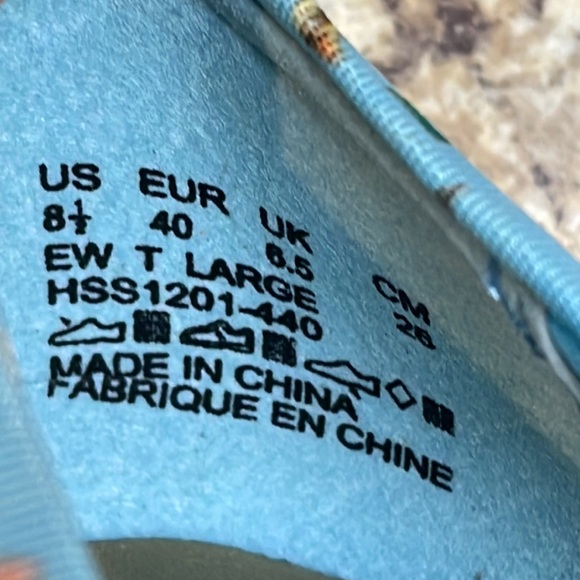 US EUR UK CM
8½ 40 6.5 26
EW T LARGE
HSS1201-440
MADE IN CHINA
FABRIQUE EN CHINE